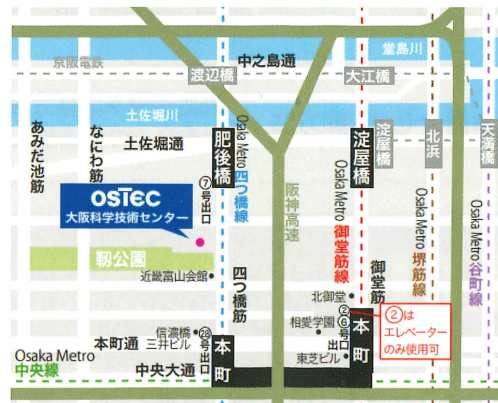 京阪電鉄
中之島通
堂島川
渡辺橋
大江橋
土佐堀川
土佐堀通
あみだ池筋
なにわ筋
肥後橋
Osaka Metro 四つ橋線
淀屋橋
淀屋橋
北浜
天満橋
⑦号出口
OSTEC
大阪科学技術センター
阪神高速
Osaka Metro 御堂筋線
Osaka Metro 堺筋線
Osaka Metro 谷町線
靱公園
近畿富山会館
四つ橋筋
御堂筋
北御堂
②
⑥号出口
相愛学園
東芝ビル
本町
②は
エレベーター
のみ使用可
信濃橋
三井ビル
㉘号出口
本町通
本町
Osaka Metro
中央線
中央大通